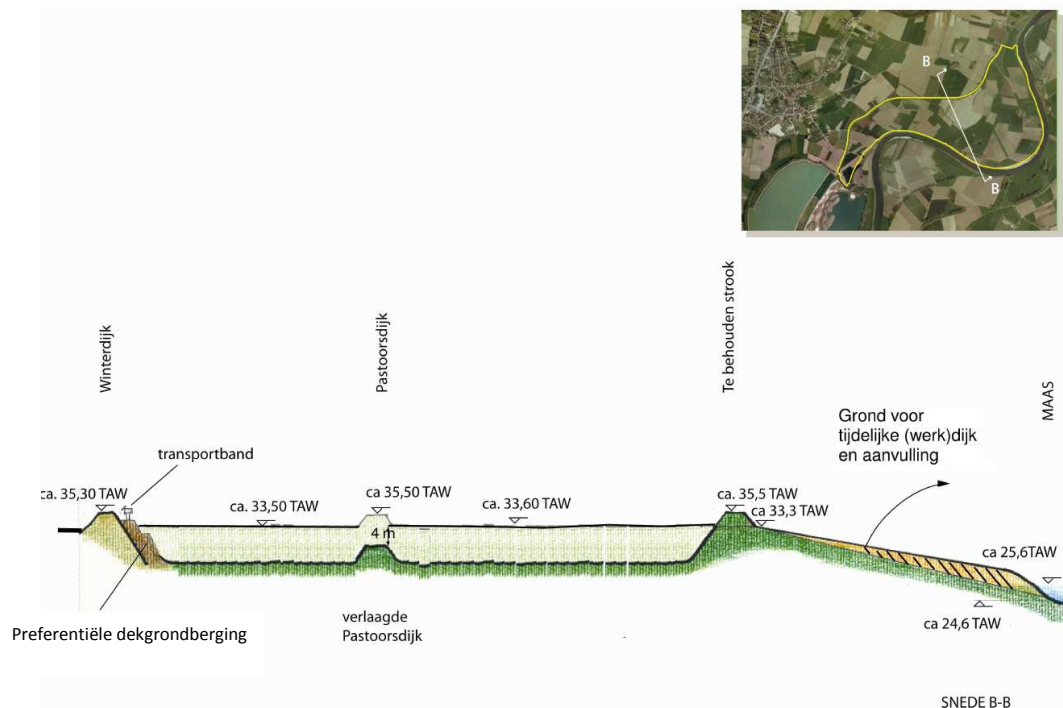 B
B
Winterdijk
Pastoorsdijk
Te behouden strook
MAAS
Grond voor
tijdelijke (werk)dijk
en aanvulling
transportband
ca. 35,30 TAW
ca. 33,50 TAW
ca 35,50 TAW
ca. 33,60 TAW
ca. 35,5 TAW
ca 33,3 TAW
4 m
ca 25,6TAW
ca 24,6 TAW
Preferentiële dekgrondberging
verlaagde
Pastoorsdijk
SNEDE B-B